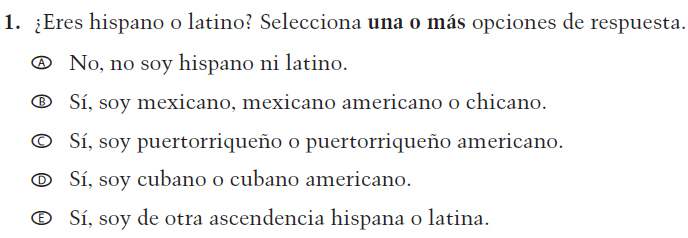 1. ¿Eres hispano o latino? Selecciona una o más opciones de respuesta.
A No, no soy hispano ni latino.
B Sí, soy mexicano, mexicano americano o chicano.
C Sí, soy puertorriqueño o puertorriqueño americano.
D Sí, soy cubano o cubano americano.
E Sí, soy de otra ascendencia hispana o latina.